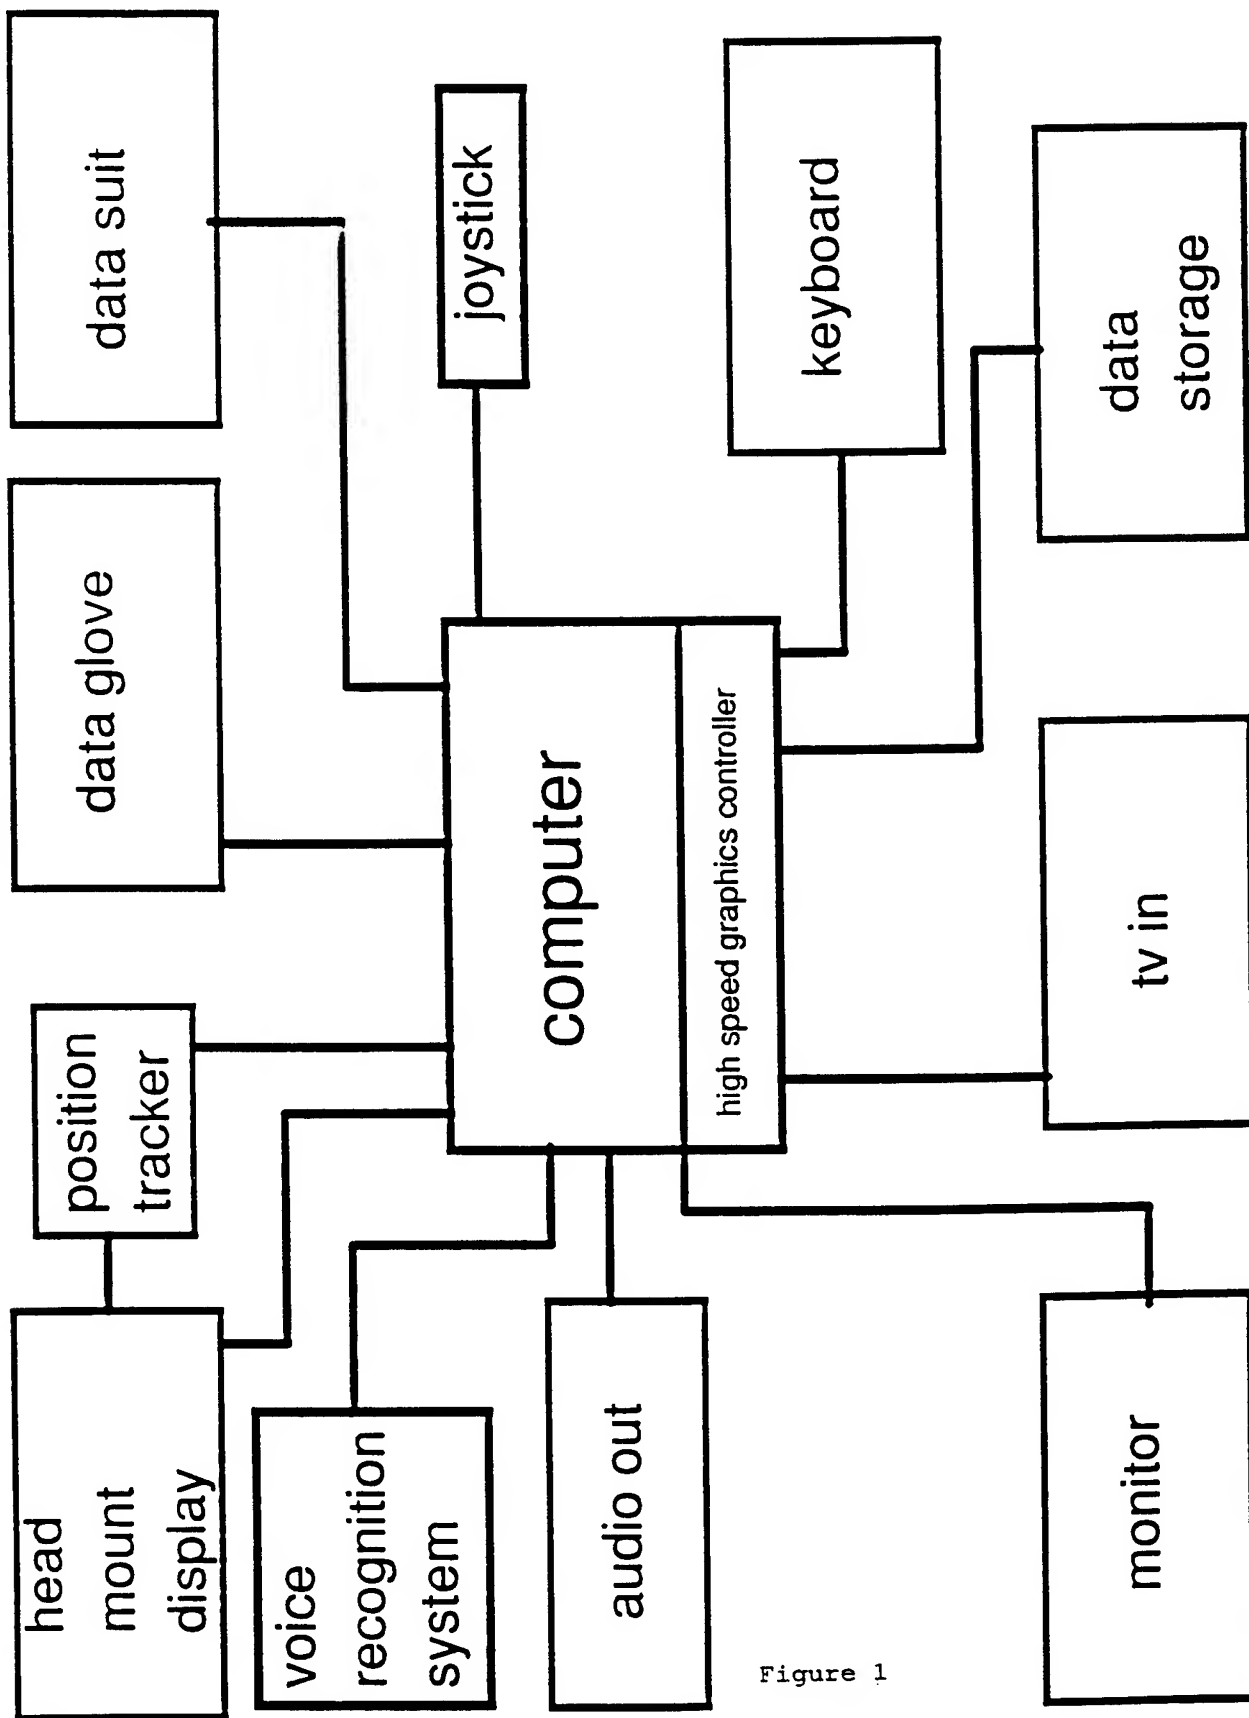 head
mount
display
position
tracker
data glove
data suit
voice
recognition
system
computer
joystick
audio out
high speed graphics controller
keyboard
monitor
tv in
data
storage
Figure 1